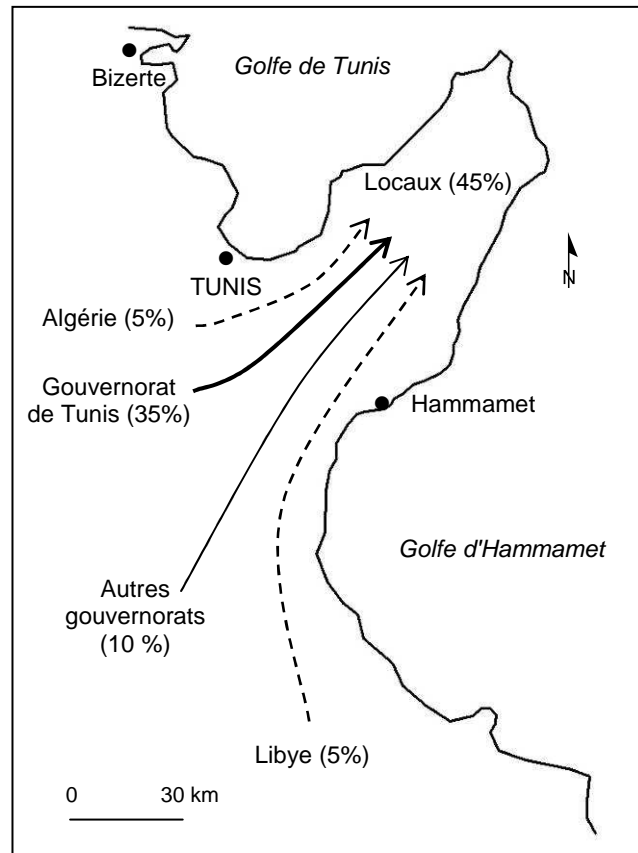 Golfe de Tunis
Bizerte
Locaux (45%)
TUNIS
N
Algérie (5%)
Gouvernorat
de Tunis (35%)
Hammamet
Golfe d'Hammamet
Autres
gouvernorats
(10 %)
Libye (5%)
0 30 km